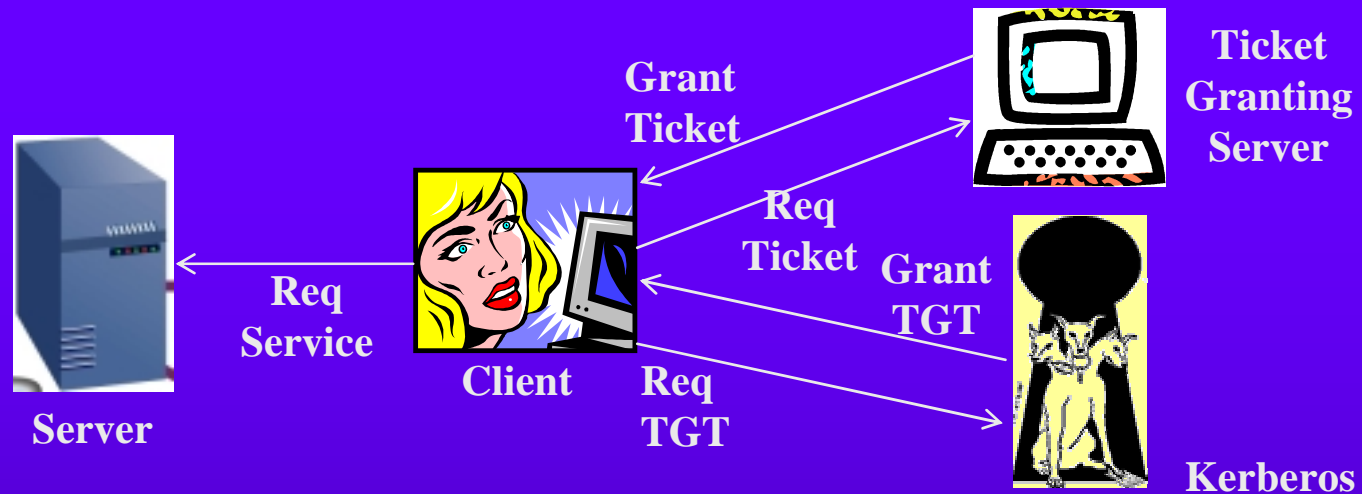 Ticket
Granting
Server
Grant
Ticket
Req
Ticket
Grant
TGT
Req
Service
Client
Req
TGT
Server
Kerberos